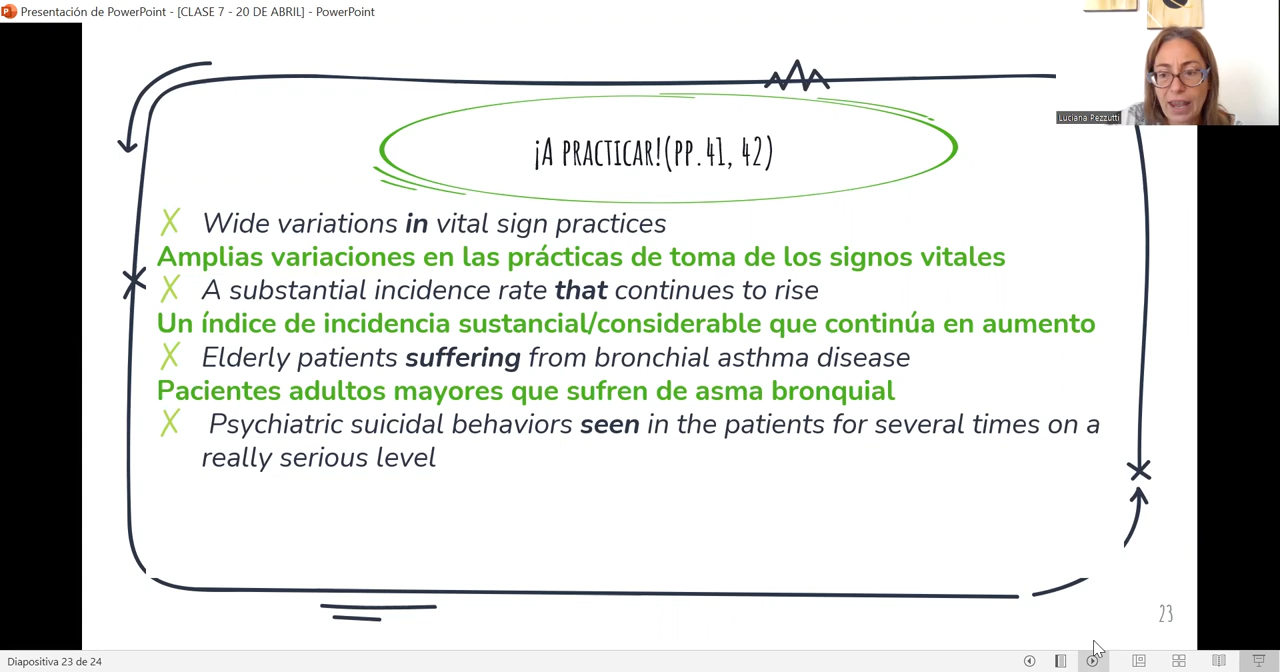 Presentación de PowerPoint - [CLASE 7 - 20 DE ABRIL] - PowerPoint
Luciana Pezzutti
¡A PRACTICAR!(PP.41, 42)
X Wide variations in vital sign practices
Amplias variaciones en las prácticas de toma de los signos vitales
X A substantial incidence rate that continues to rise
Un índice de incidencia sustancial/considerable que continúa en aumento
X Elderly patients suffering from bronchial asthma disease
Pacientes adultos mayores que sufren de asma bronquial
X Psychiatric suicidal behaviors seen in the patients for several times on a
really serious level
23
Diapositiva 23 de 24